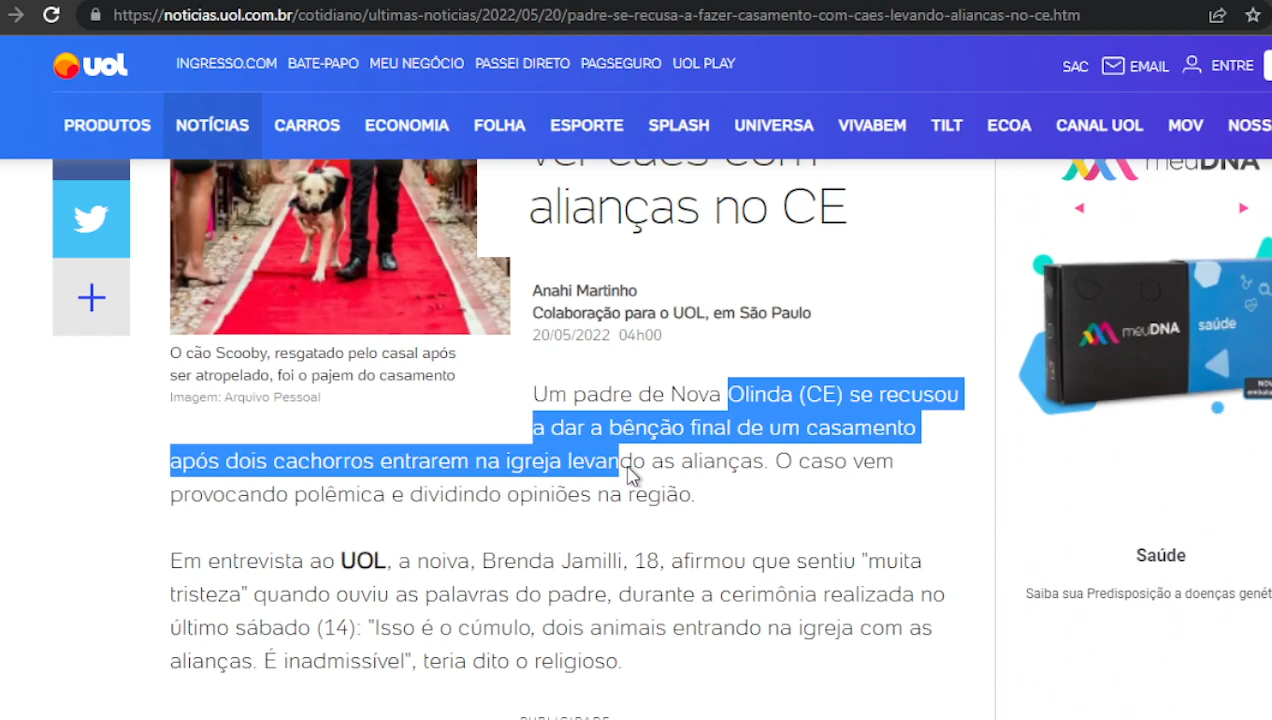 https://noticias.uol.com.br/cotidiano/ultimas-noticias/2022/05/20/padre-se-recusa-a-fazer-casamento-com-caes-levando-aliancas-no-ce.htm
UOL INGRESSO.COM BATE-PAPO MEU NEGÓCIO PASSEI DIRETO PAGSEGURO UOL PLAY SAC EMAIL ENTRE
PRODUTOS NOTÍCIAS CARROS ECONOMIA FOLHA ESPORTE SPLASH UNIVERSA VIVABEM TILT ECOA CANAL UOL MOV NOSS
ver cães com
alianças no CE
Anahi Martinho
Colaboração para o UOL, em São Paulo
20/05/2022 04h00
O cão Scooby, resgatado pelo casal após
ser atropelado, foi o pajem do casamento
Imagem: Arquivo Pessoal
Um padre de Nova Olinda (CE) se recusou
a dar a bênção final de um casamento
após dois cachorros entrarem na igreja levando as alianças. O caso vem
provocando polêmica e dividindo opiniões na região.
Em entrevista ao UOL, a noiva, Brenda Jamilli, 18, afirmou que sentiu "muita
tristeza" quando ouviu as palavras do padre, durante a cerimônia realizada no
último sábado (14): "Isso é o cúmulo, dois animais entrando na igreja com as
alianças. É inadmissível", teria dito o religioso.
PUBLICIDADE
meuDNA
meuDNA saúde
Saúde
Saiba sua Predisposição a doenças genét